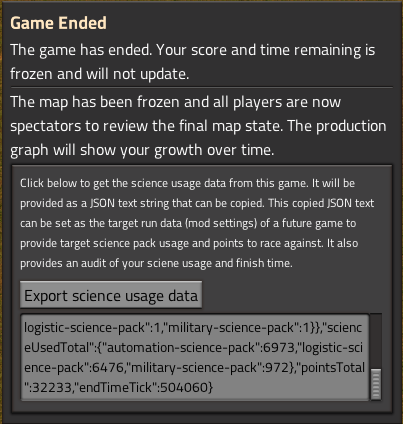 Game Ended
The game has ended. Your score and time remaining is
frozen and will not update.
The map has been frozen and all players are now
spectators to review the final map state. The production
graph will show your growth over time.
Click below to get the science usage data from this game. It will be
provided as a JSON text string that can be copied. This copied JSON text
can be set as the target run data (mod settings) of a future game to
provide target science pack usage and points to race against. It also
provides an audit of your sciene usage and finish time.
Export science usage data
logistic-science-pack":1,"military-science-pack":1}},"scienc
eUsedTotal":{"automation-science-pack":6973,"logistic-sci
ence-pack":6476,"military-science-pack":972},"pointsTotal
":32233,"endTimeTick":504060}